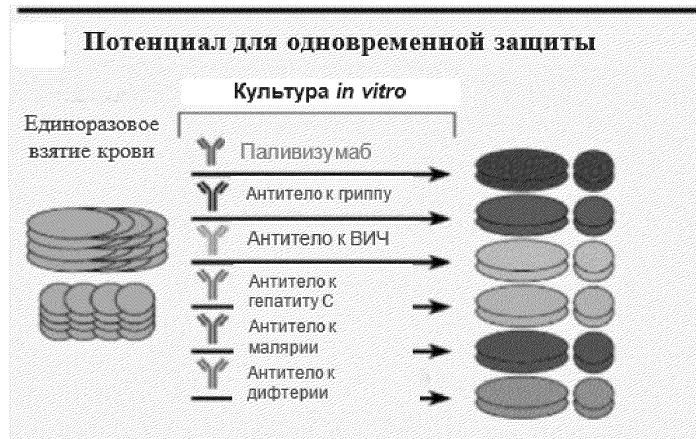 Потенциал для одновременной защиты
Культура in vitro
Единоразовое
взятие крови
Паливизумаб
Антитело к гриппу
Антитело к ВИЧ
Антитело к
гепатиту С
Антитело к
малярии
Антитело к
дифтерии